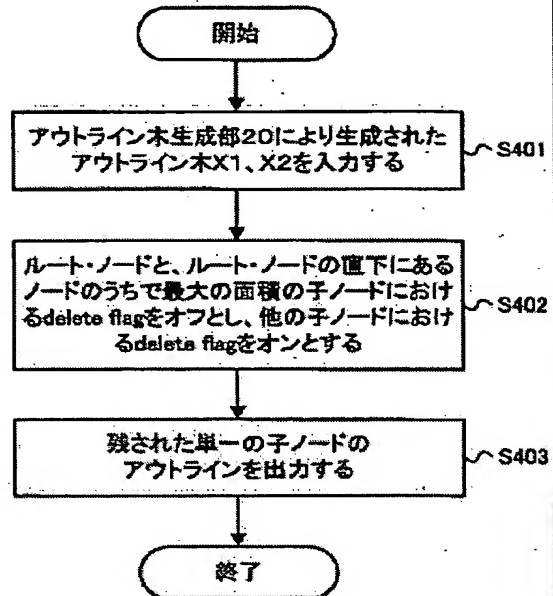 開始
アウトライン木生成部20により生成された
アウトライン木X1、X2を入力する
S401
ルート・ノードと、ルート・ノードの直下にある
ノードのうちで最大の面積の子ノードにおけ
るdelete flagをオフとし、他の子ノードにおけ
るdelete flagをオンとする
S402
残された単一の子ノードの
アウトラインを出力する
S403
終了